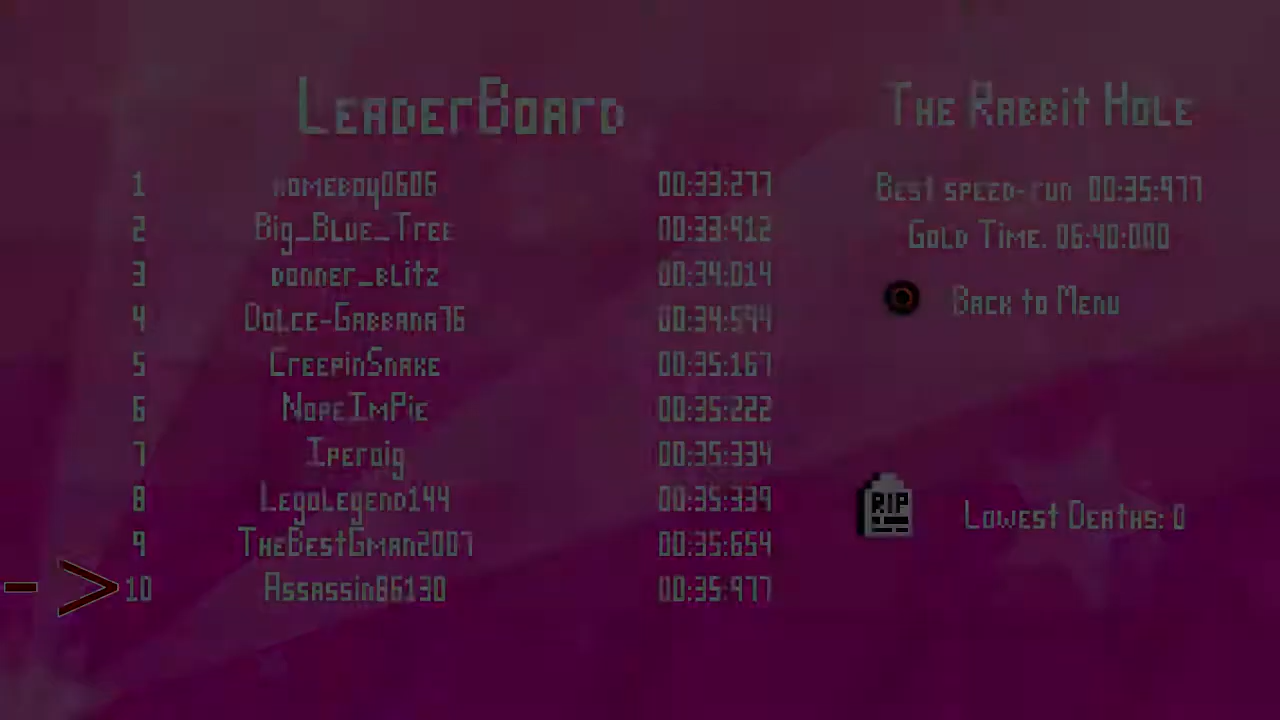 LeaderBoard
1 homeboy0606 00:33:277
2 Big_Blue_Tree 00:33:912
3 donner_blitz 00:34:014
4 Dolce-Gabbana76 00:34:594
5 CreepinSnake 00:35:167
6 NopeImPie 00:35:222
7 Iperdig 00:35:334
8 LegoLegend144 00:35:339
9 TheBestGman2007 00:35:654
-> 10 Assassin86130 00:35:977
The Rabbit Hole
Best speed-run 00:35:977
Gold Time: 06:40:000
Back to Menu
RIP
Lowest Deaths: 0